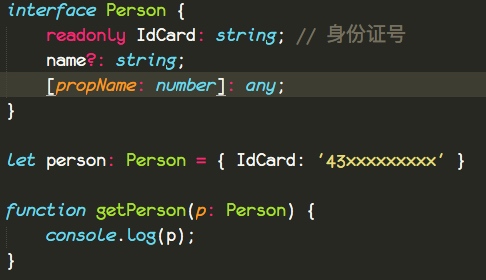 interface Person {
readonly IdCard: string; // 身份证号
name?: string;
[propName: number]: any;
}
let person: Person = { IdCard: '43xxxxxxxxx' }
function getPerson(p: Person) {
console.log(p);
}